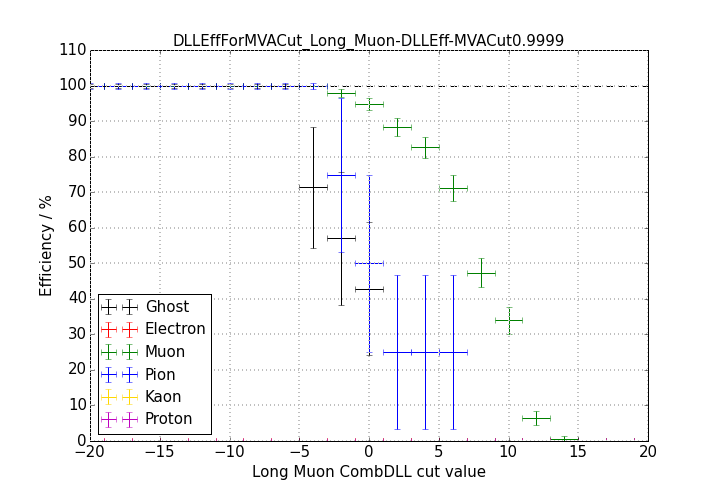 DLLEffForMVACut_Long_Muon-DLLEff-MVACut0.9999
110
100
90
80
70
60
50
40
30
20
10
0
Efficiency / %
Ghost
Electron
Muon
Pion
Kaon
Proton
−20 −15 −10 −5 0 5 10 15 20
Long Muon CombDLL cut value